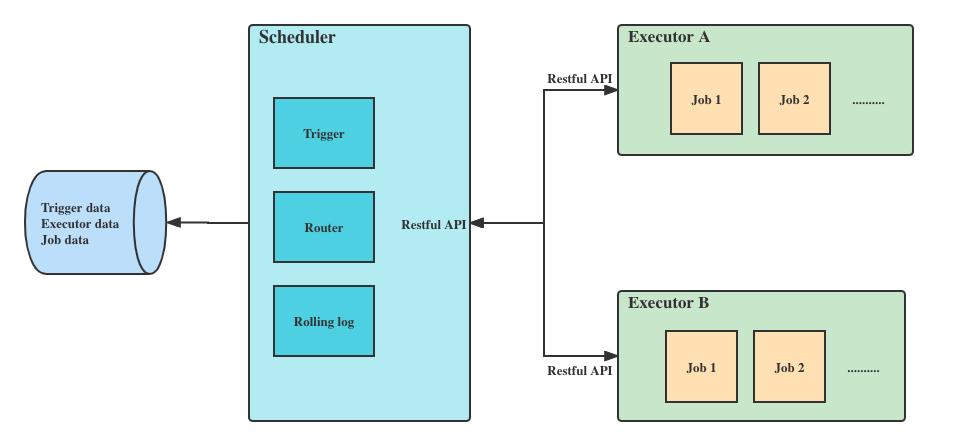 Scheduler
Trigger
Router
Rolling log
Restful API
Trigger data
Executor data
Job data
Restful API
Executor A
Job 1
Job 2
..........
Restful API
Executor B
Job 1
Job 2
..........